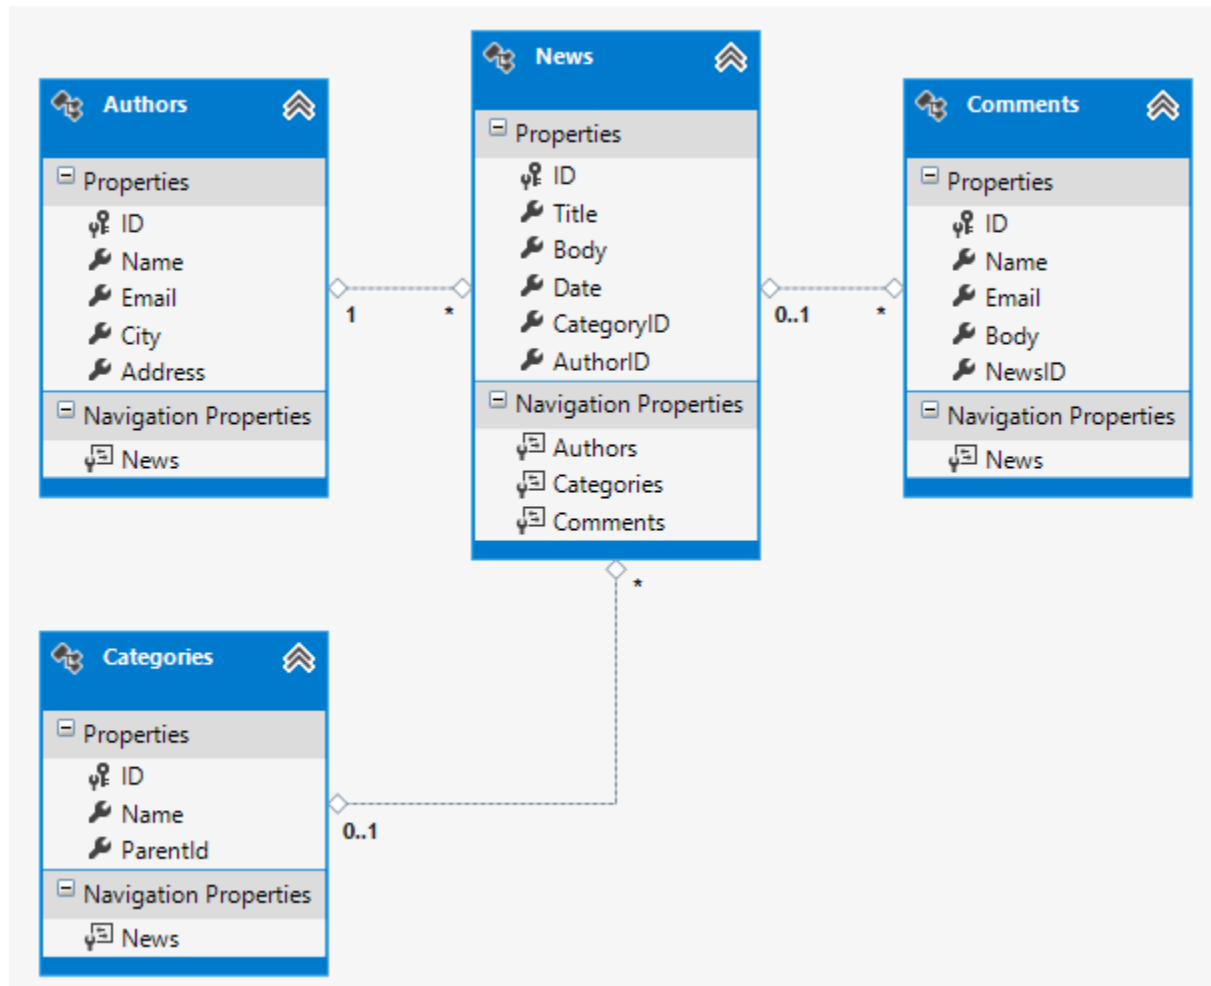 Authors
Properties
ID
Name
Email
City
Address
Navigation Properties
News
1
*
News
Properties
ID
Title
Body
Date
CategoryID
AuthorID
Navigation Properties
Authors
Categories
Comments
0..1
*
Comments
Properties
ID
Name
Email
Body
NewsID
Navigation Properties
News
*
Categories
Properties
ID
Name
ParentId
Navigation Properties
News
0..1